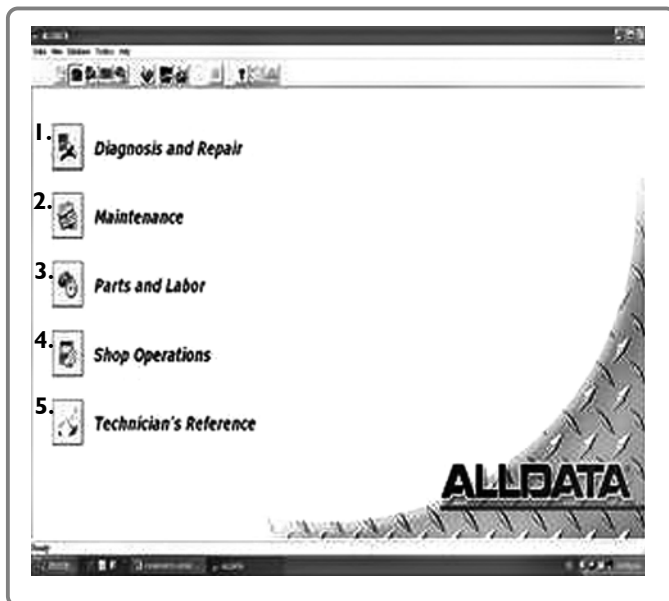 1. Diagnosis and Repair
2. Maintenance
3. Parts and Labor
4. Shop Operations
5. Technician's Reference
ALLDATA